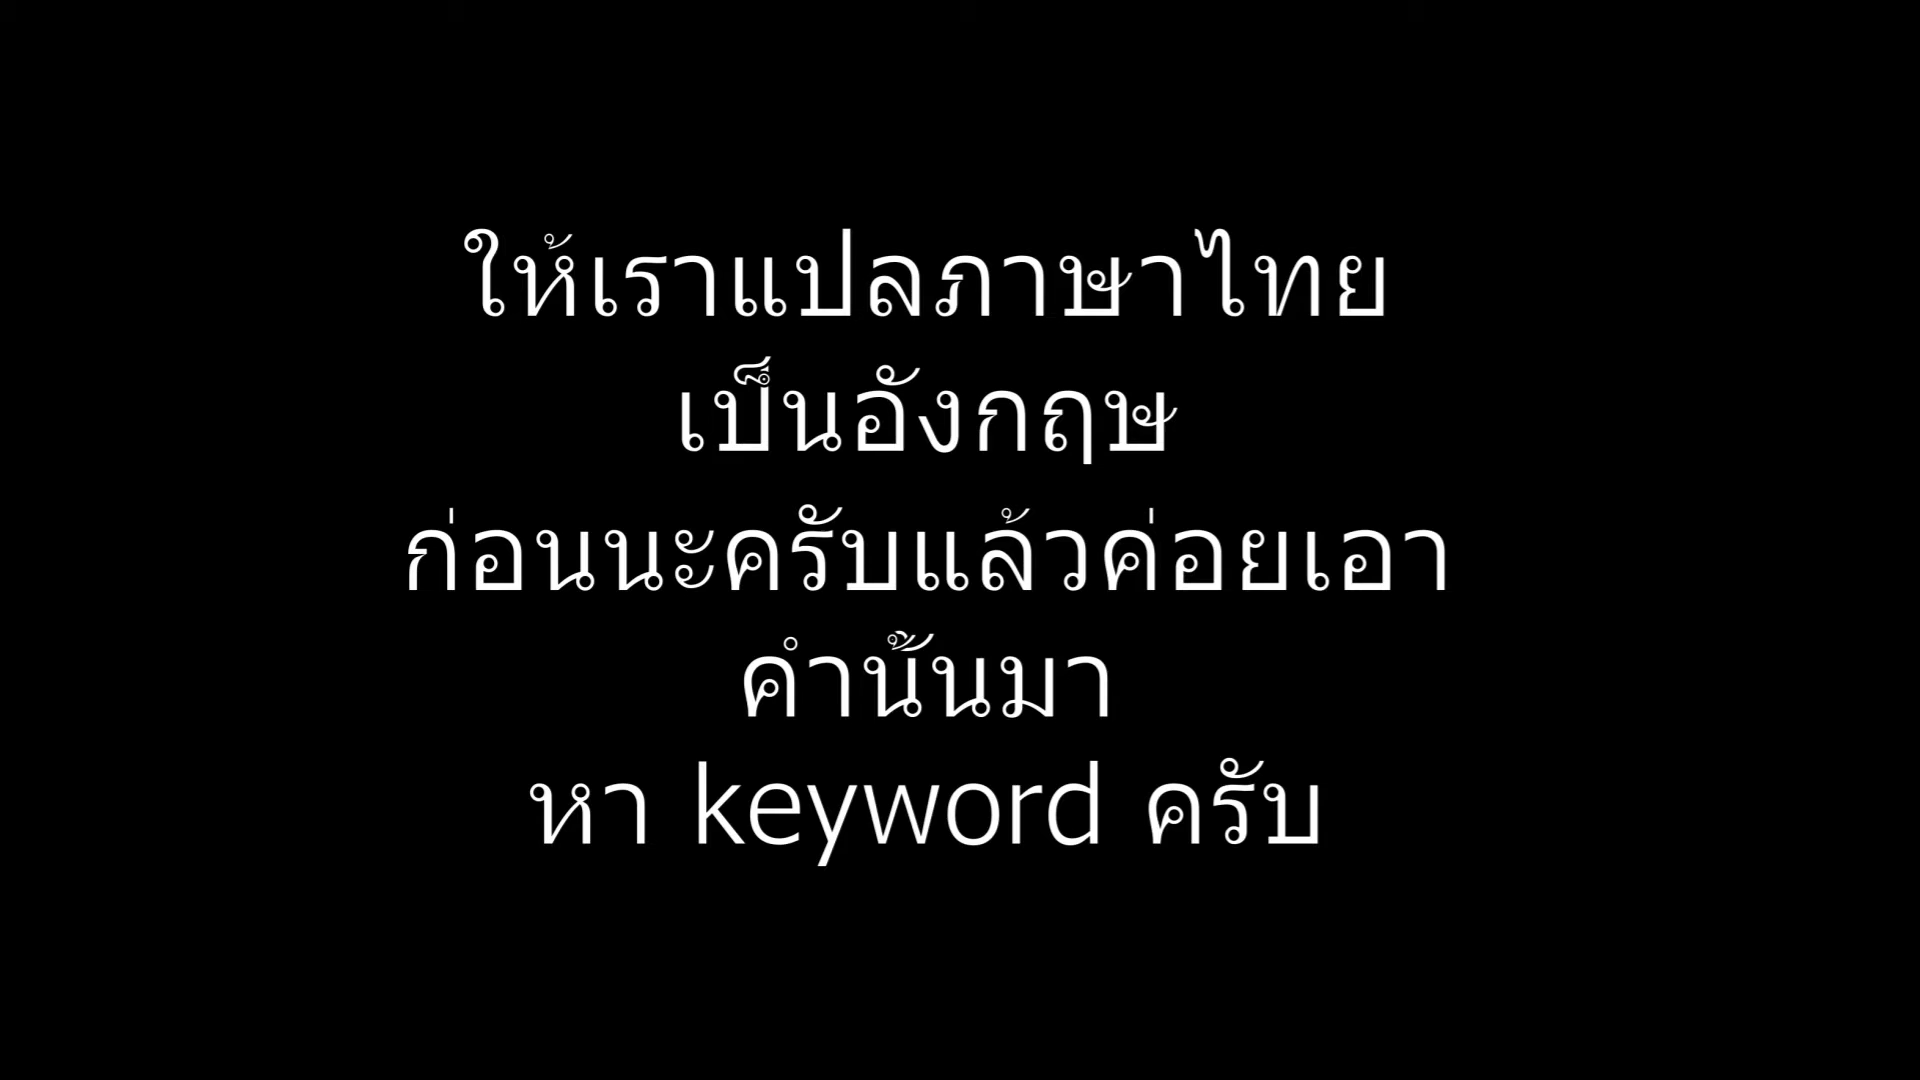 ให้เราแปลภาษาไทย
เป็นอังกฤษ
ก่อนนะครับแล้วค่อยเอา
คำนั้นมา
หา keyword ครับ